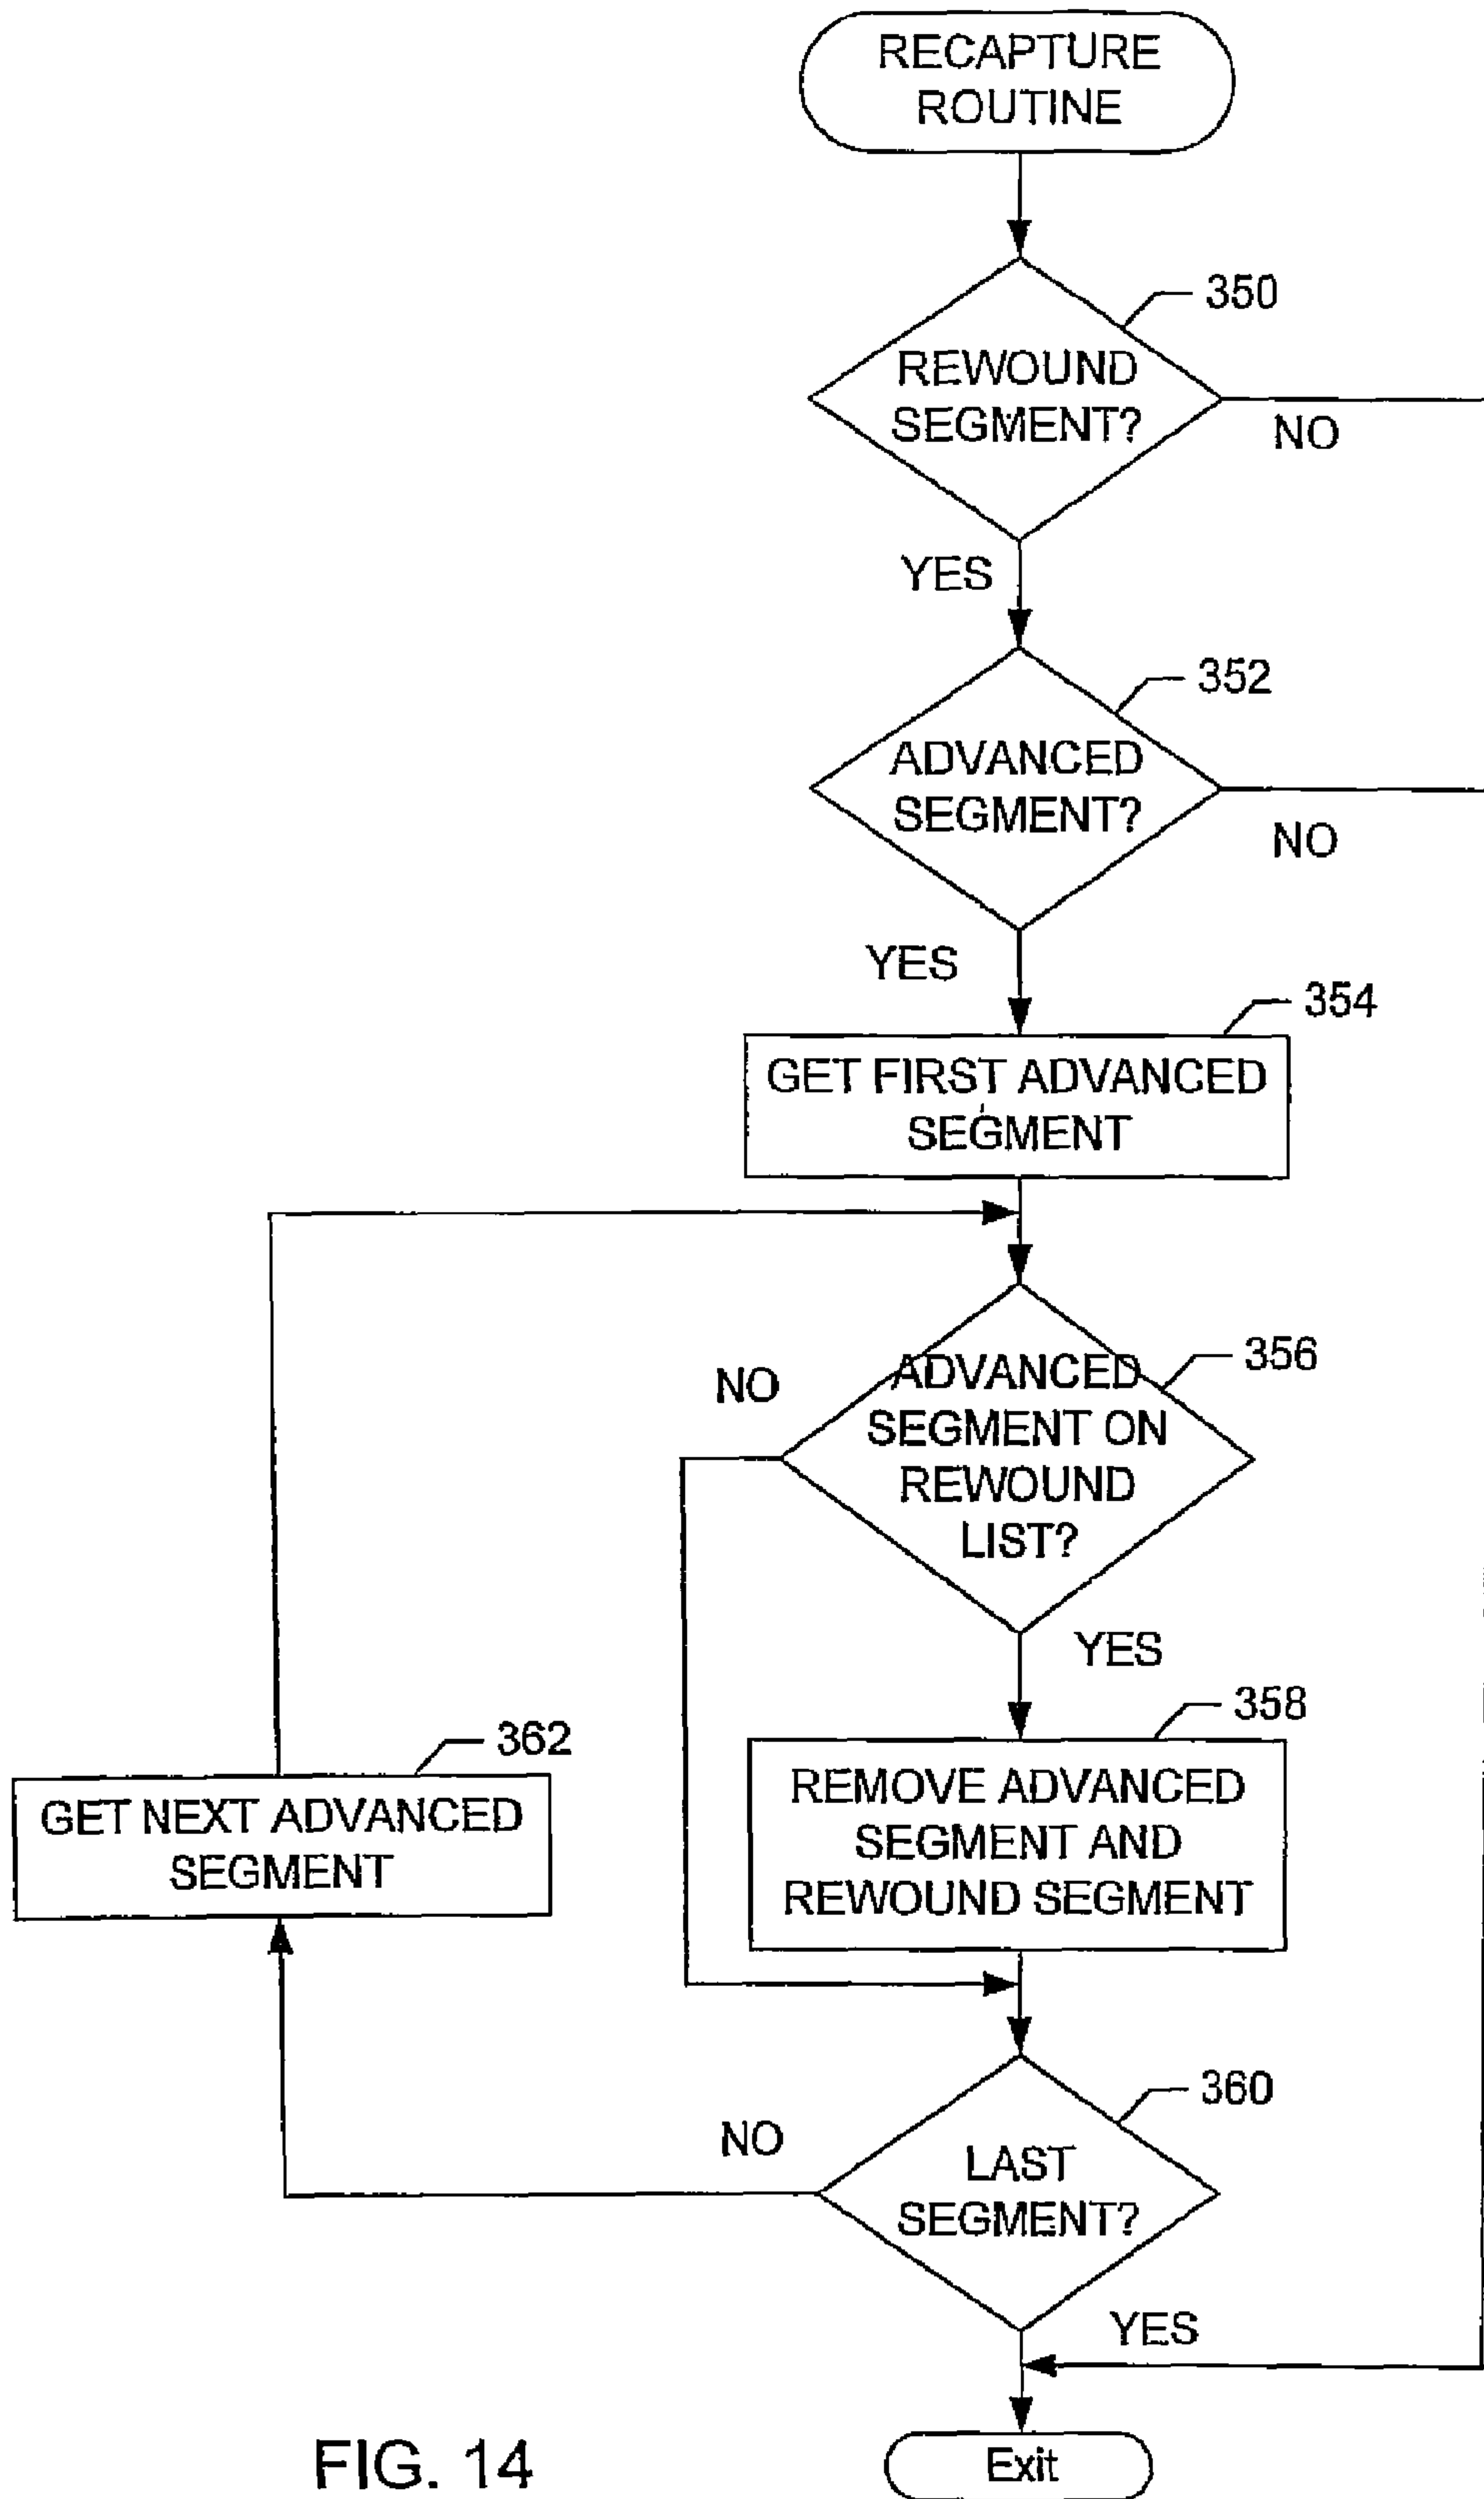 RECAPTURE
ROUTINE
350
REWOUND
SEGMENT?
NO
YES
352
ADVANCED
SEGMENT?
NO
YES
354
GET FIRST ADVANCED
SEGMENT
356
NO
ADVANCED
SEGMENT ON
REWOUND
LIST?
YES
358
REMOVE ADVANCED
SEGMENT AND
REWOUND SEGMENT
362
GET NEXT ADVANCED
SEGMENT
360
NO
LAST
SEGMENT?
YES
Exit
FIG. 14